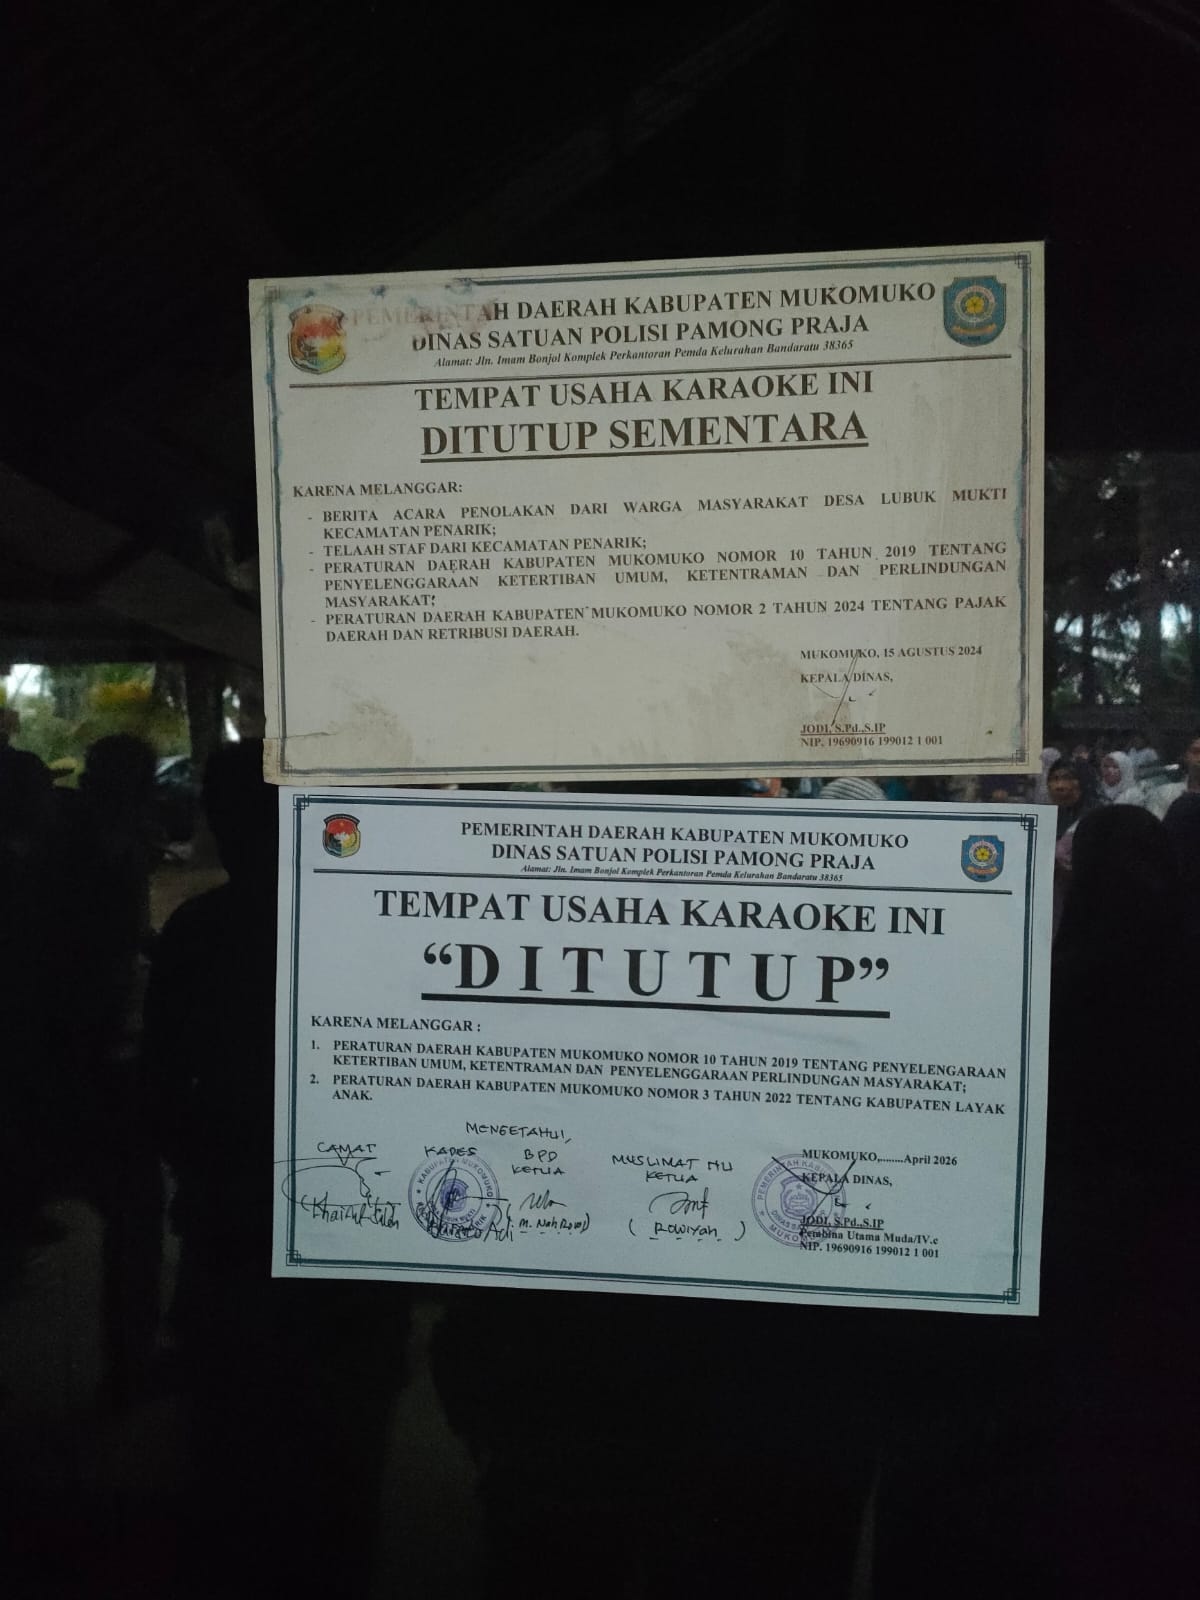 PEMERINTAH DAERAH KABUPATEN MUKOMUKO
DINAS SATUAN POLISI PAMONG PRAJA
Alamat: Jln. Imam Bonjol Komplek Perkantoran Pemda Kelurahan Bandaratu 38365
TEMPAT USAHA KARAOKE INI
DITUTUP SEMENTARA
KARENA MELANGGAR:
- BERITA ACARA PENOLAKAN DARI WARGA MASYARAKAT DESA LUBUK MUKTI
KECAMATAN PENARIK;
- TELAAH STAF DARI KECAMATAN PENARIK;
- PERATURAN DAERAH KABUPATEN MUKOMUKO NOMOR 10 TAHUN 2019 TENTANG
PENYELENGGARAAN KETERTIBAN UMUM, KETENTRAMAN DAN PERLINDUNGAN
MASYARAKAT;
- PERATURAN DAERAH KABUPATEN MUKOMUKO NOMOR 2 TAHUN 2024 TENTANG PAJAK
DAERAH DAN RETRIBUSI DAERAH.
MUKOMUKO, 15 AGUSTUS 2024
KEPALA DINAS,
JODI, S.Pd.,S.IP
NIP. 19690916 199012 1 001
PEMERINTAH DAERAH KABUPATEN MUKOMUKO
DINAS SATUAN POLISI PAMONG PRAJA
Alamat: Jln. Imam Bonjol Komplek Perkantoran Pemda Kelurahan Bandaratu 38365
TEMPAT USAHA KARAOKE INI
“D I T U T U P”
KARENA MELANGGAR :
1. PERATURAN DAERAH KABUPATEN MUKOMUKO NOMOR 10 TAHUN 2019 TENTANG PENYELENGARAAN
KETERTIBAN UMUM, KETENTRAMAN DAN PENYELENGGARAAN PERLINDUNGAN MASYARAKAT;
2. PERATURAN DAERAH KABUPATEN MUKOMUKO NOMOR 3 TAHUN 2022 TENTANG KABUPATEN LAYAK
ANAK.
MENGETAHUI,
CAMAT KADES BPD MUSLIMAT NU
KETUA KETUA
MUKOMUKO,........April 2026
KEPALA DINAS,
( Rowiyah )
JODI, S.Pd.,S.IP
Pembina Utama Muda/IV.c
NIP. 19690916 199012 1 001